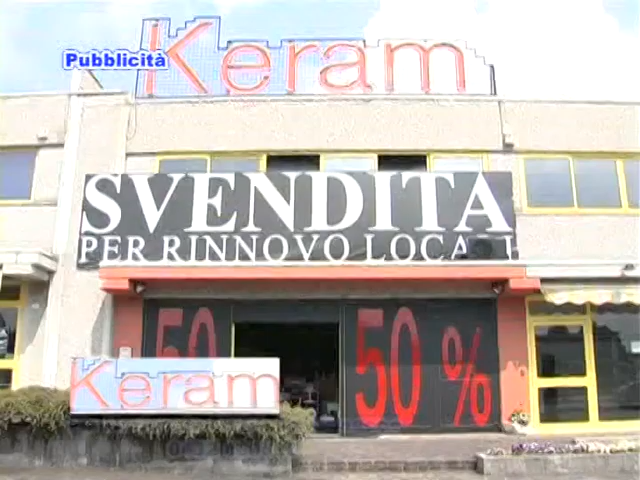 Pubblicità
Keram
SVENDITA
PER RINNOVO LOCALI
50
50 %
Keram